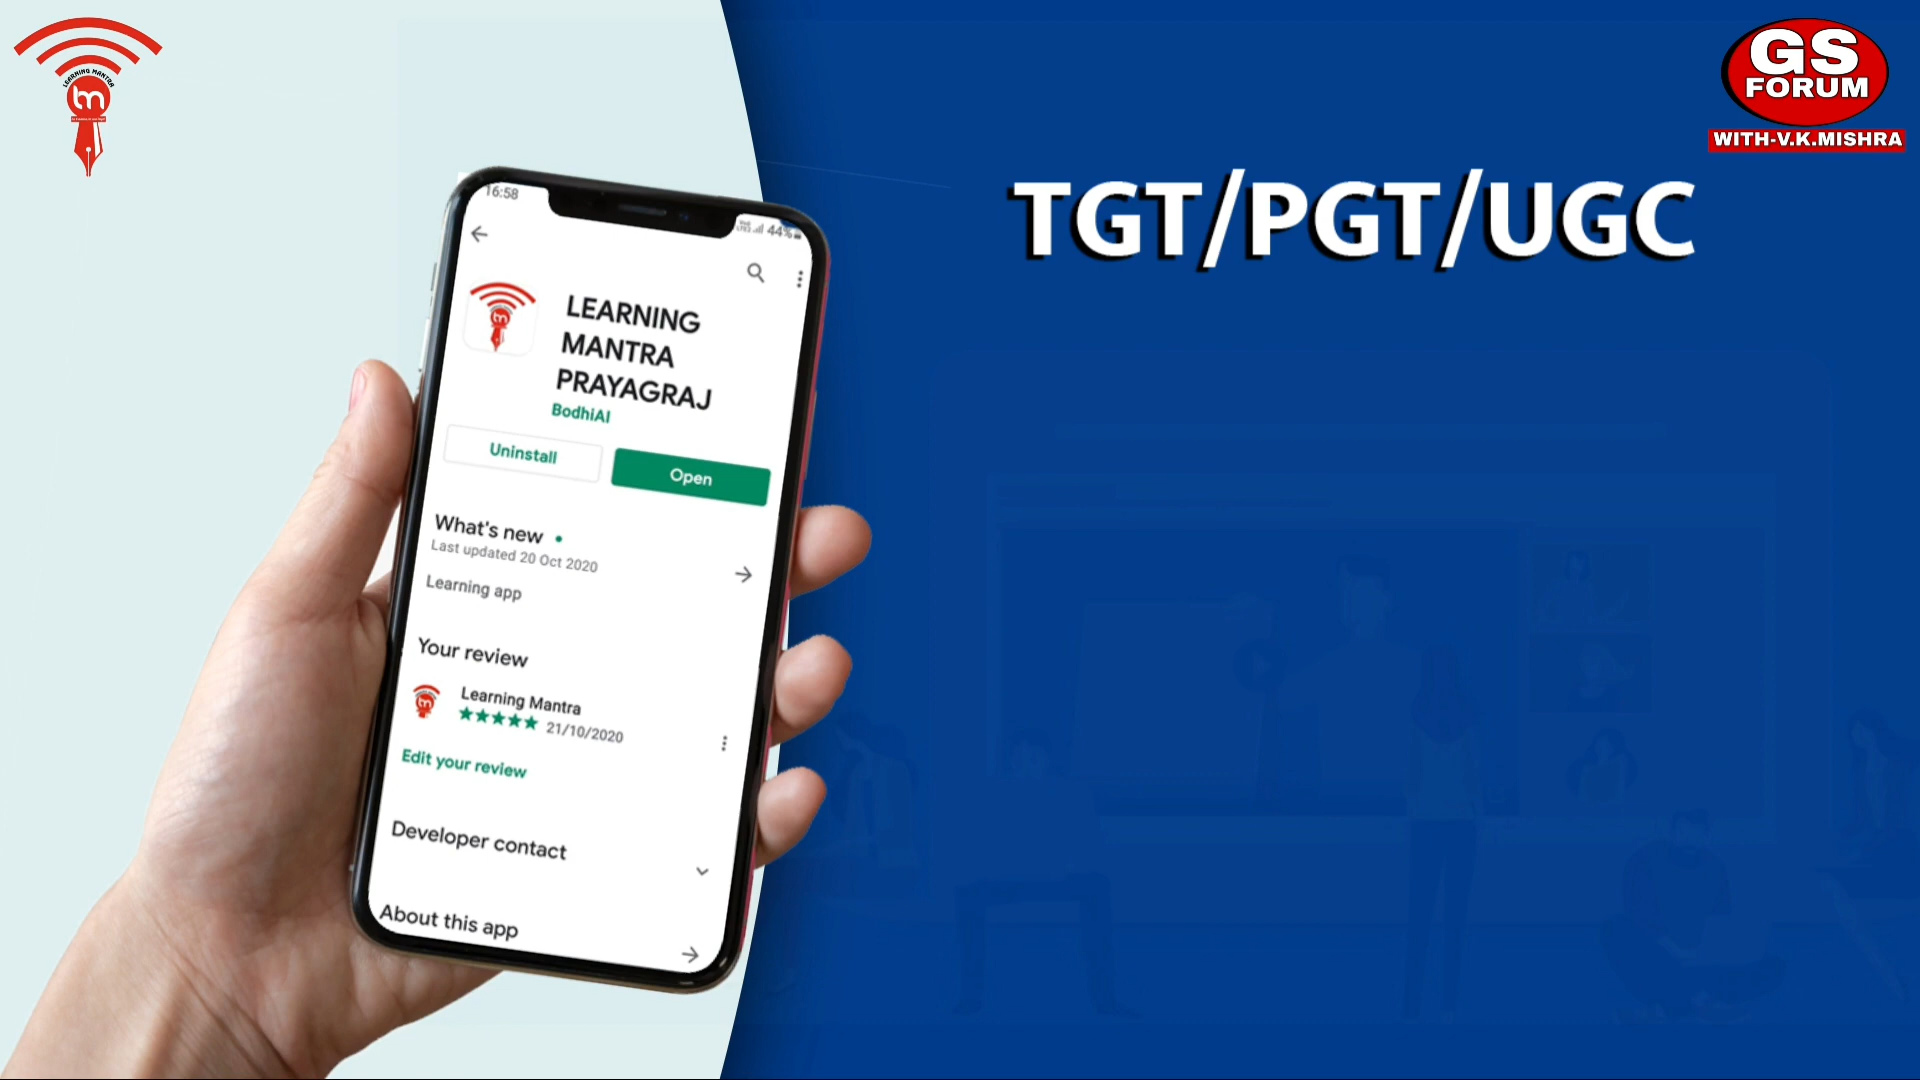 LEARNING MANTRA
GS
FORUM
WITH-V.K.MISHRA
TGT/PGT/UGC
16:58
44%
LEARNING
MANTRA
PRAYAGRAJ
BodhiAI
Uninstall
Open
What's new
Last updated 20 Oct 2020
Learning app
Your review
Learning Mantra
21/10/2020
Edit your review
Developer contact
About this app